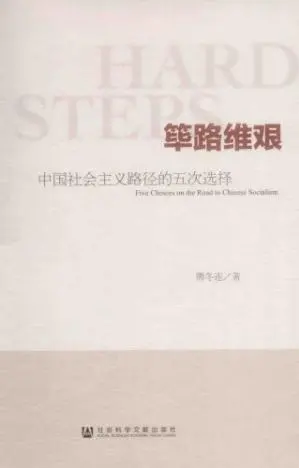 HARD
STEPS
筚路维艰
中国社会主义路径的五次选择
Five Choices on the Road to Chinese Socialism
萧冬连/著
社会科学文献出版社
SOCIAL SCIENCES ACADEMIC PRESS (CHINA)